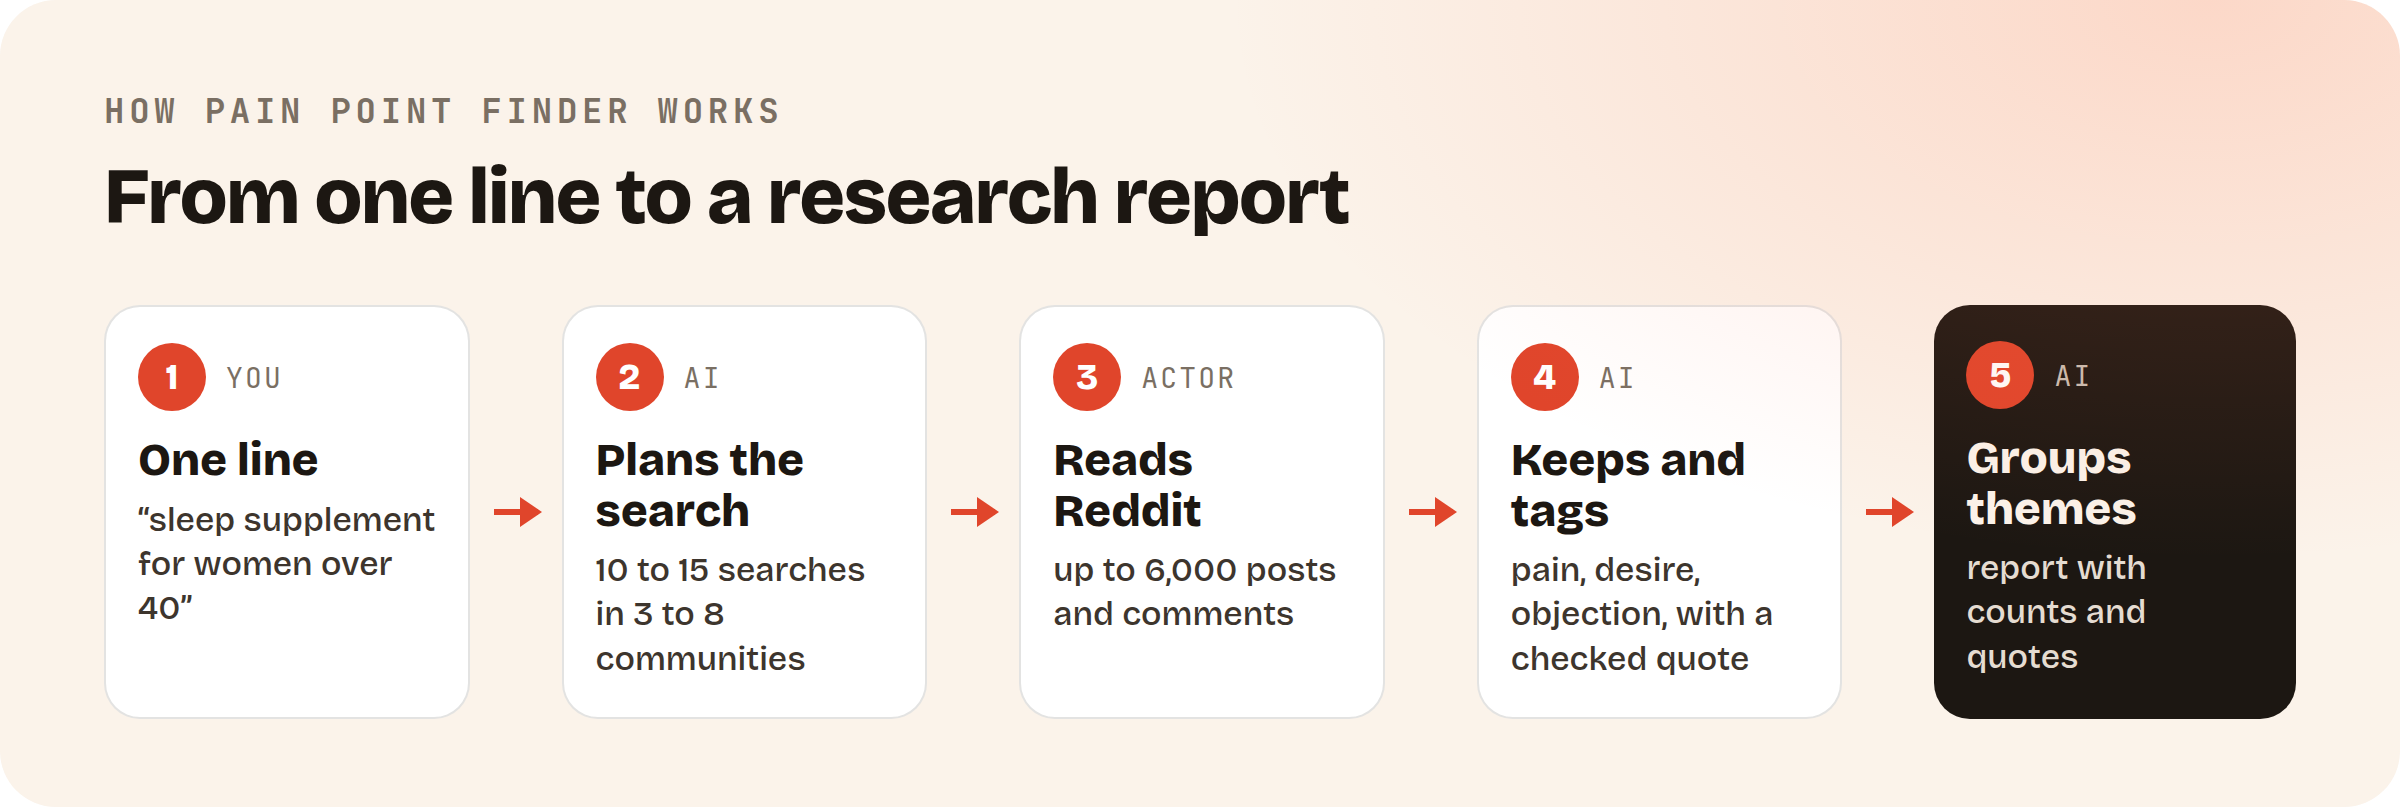 HOW PAIN POINT FINDER WORKS
From one line to a research report
1 YOU
One line
“sleep supplement
for women over
40”
2 AI
Plans the
search
10 to 15 searches
in 3 to 8
communities
3 ACTOR
Reads
Reddit
up to 6,000 posts
and comments
4 AI
Keeps and
tags
pain, desire,
objection, with a
checked quote
5 AI
Groups
themes
report with
counts and
quotes